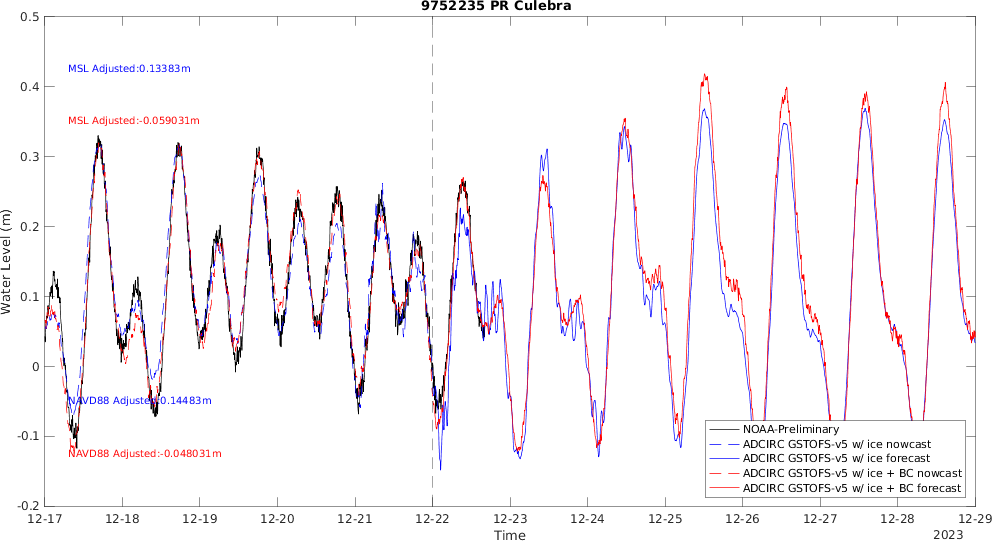 9752235 PR Culebra
0.5
0.4
0.3
0.2
0.1
0
-0.1
-0.2
Water Level (m)
MSL Adjusted:0.13383m
MSL Adjusted:-0.059031m
NAVD88 Adjusted:0.14483m
NAVD88 Adjusted:-0.048031m
NOAA-Preliminary
ADCIRC GSTOFS-v5 w/ ice nowcast
ADCIRC GSTOFS-v5 w/ ice forecast
ADCIRC GSTOFS-v5 w/ ice + BC nowcast
ADCIRC GSTOFS-v5 w/ ice + BC forecast
12-17 12-18 12-19 12-20 12-21 12-22 12-23 12-24 12-25 12-26 12-27 12-28 12-29
Time
2023